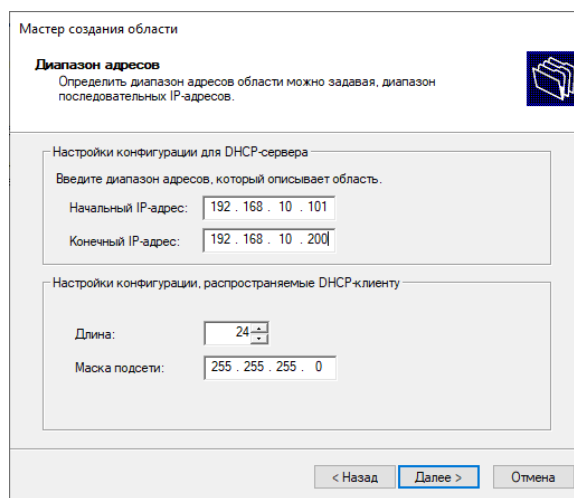 Мастер создания области
Диапазон адресов
Определить диапазон адресов области можно задавая, диапазон
последовательных IP-адресов.
Настройки конфигурации для DHCP-сервера
Введите диапазон адресов, который описывает область.
Начальный IP-адрес: 192 . 168 . 10 . 101
Конечный IP-адрес: 192 . 168 . 10 . 200
Настройки конфигурации, распространяемые DHCP-клиенту
Длина: 24
Маска подсети: 255 . 255 . 255 . 0
< Назад Далее > Отмена